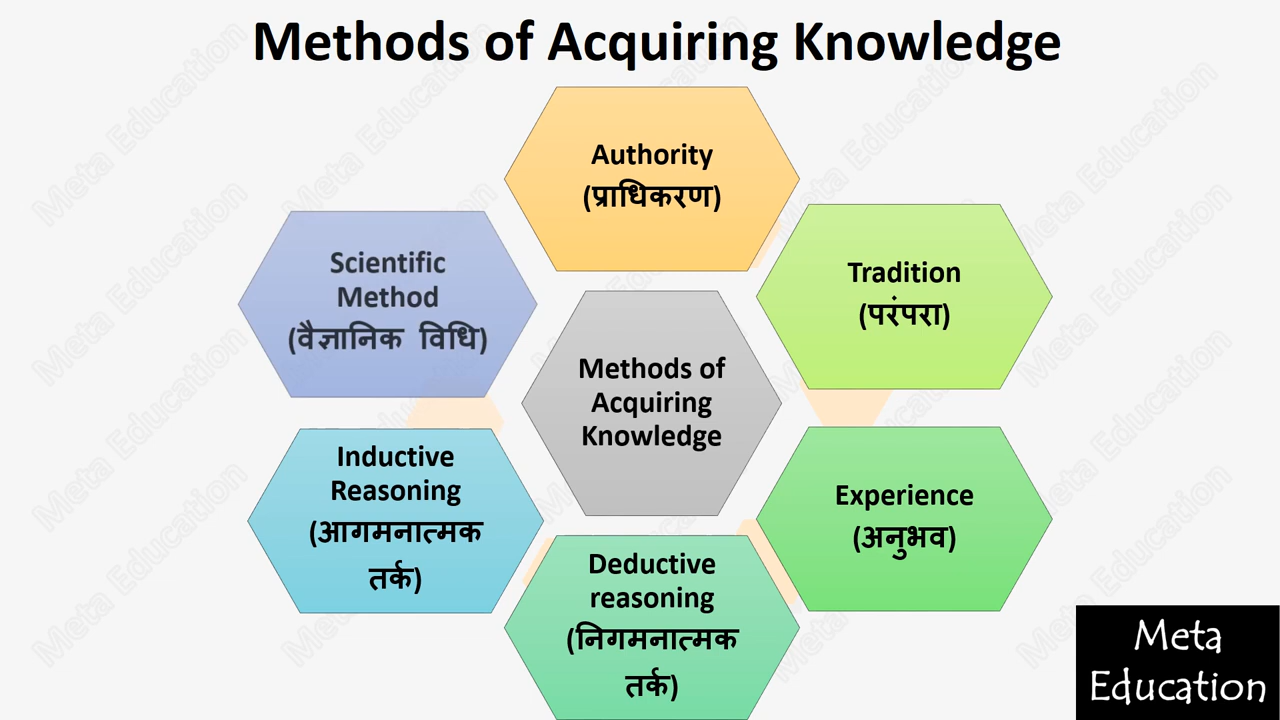 Methods of Acquiring Knowledge
Authority
(प्राधिकरण)
Tradition
(परंपरा)
Experience
(अनुभव)
Deductive
reasoning
(निगमनात्मक
तर्क)
Inductive
Reasoning
(आगमनात्मक
तर्क)
Scientific
Method
(वैज्ञानिक विधि)
Methods of
Acquiring
Knowledge
Meta
Education